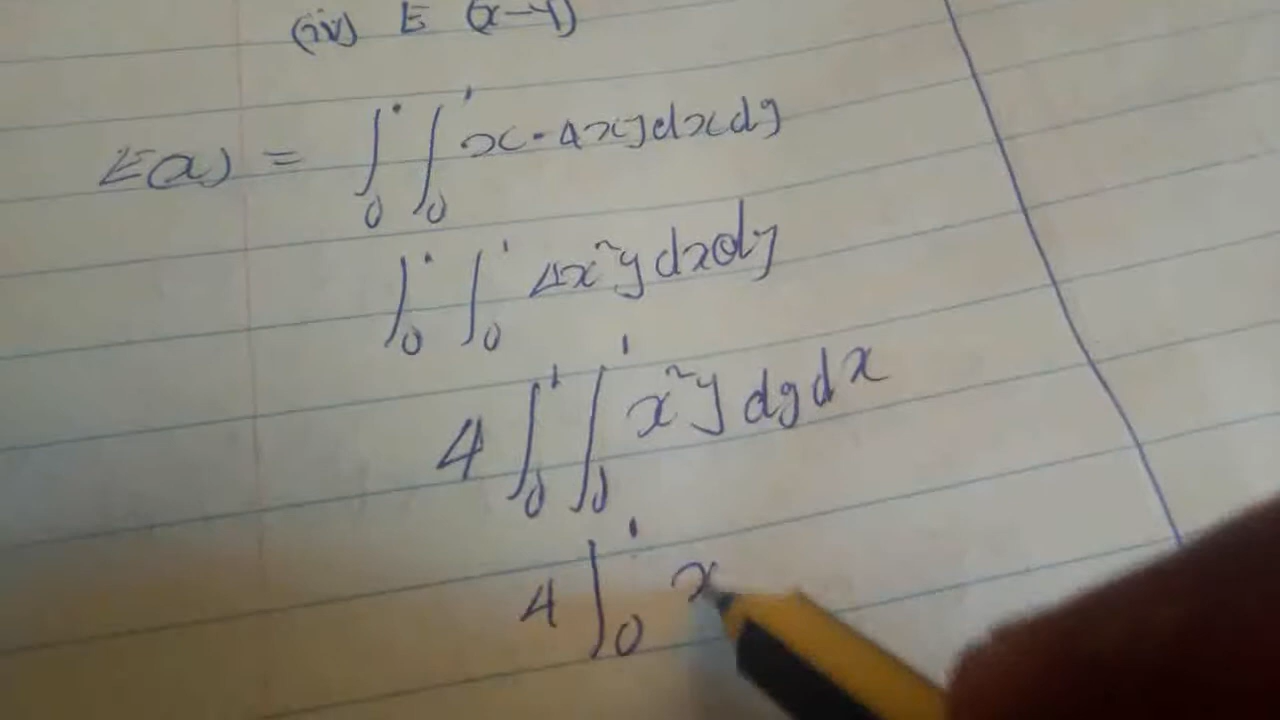 (iv) E (x-y)
E(x) = ∫₀¹ ∫₀¹ x·4xy dx dy
∫₀¹ ∫₀¹ 4x²y dx dy
4 ∫₀¹ ∫₀¹ x²y dy dx
4 ∫₀¹ x